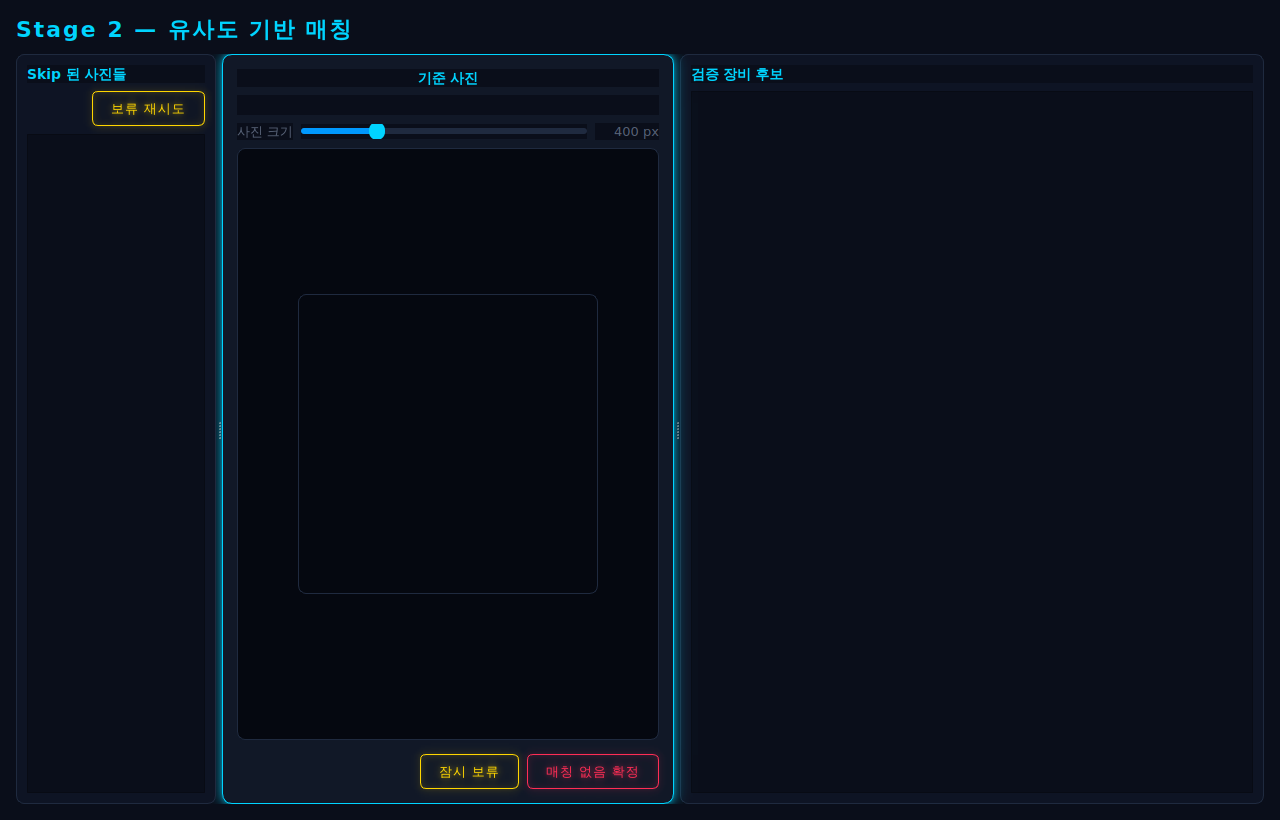 Stage 2 — 유사도 기반 매칭
Skip 된 사진들
보류 재시도
기준 사진
사진 크기
400 px
잠시 보류
매칭 없음 확정
검증 장비 후보